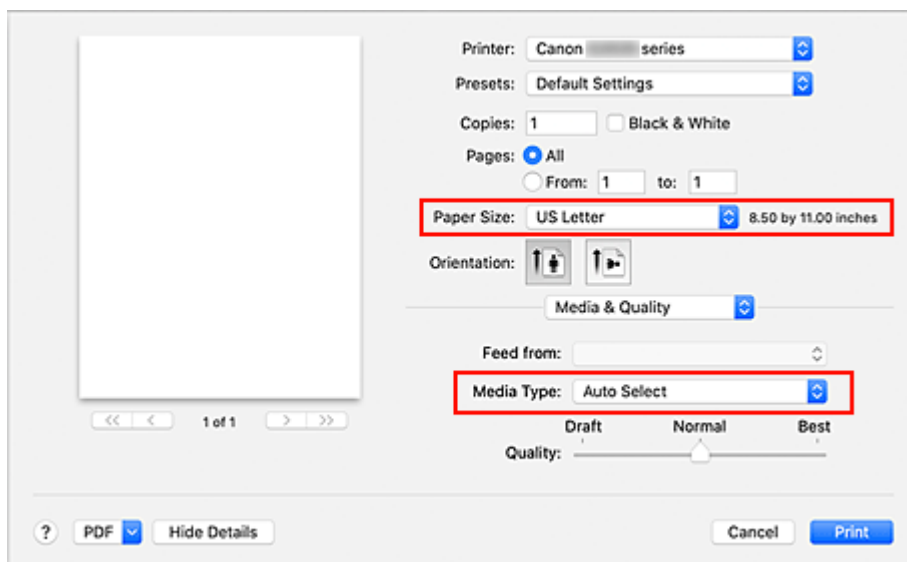 Printer: Canon series
Presets: Default Settings
Copies: 1 Black & White
Pages: All
From: 1 to: 1
Paper Size: US Letter 8.50 by 11.00 inches
Orientation:
Media & Quality
Feed from:
Media Type: Auto Select
Draft Normal Best
Quality:
<< < 1 of 1 > >>
? PDF Hide Details Cancel Print